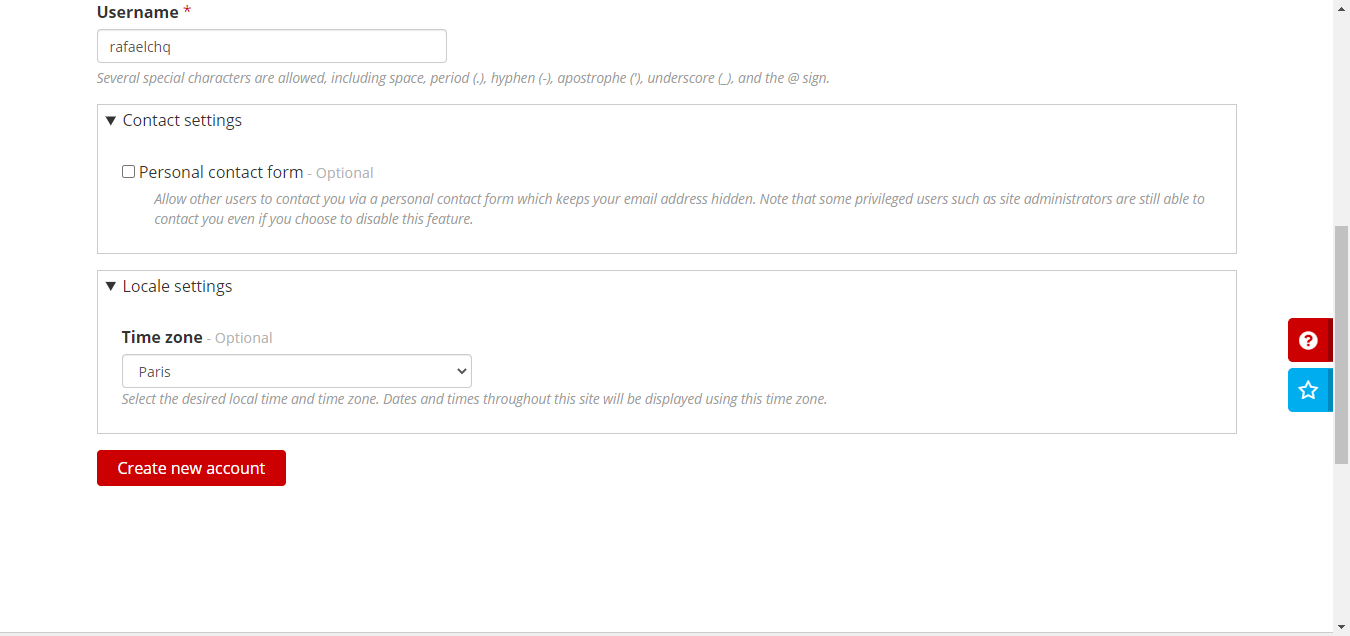 Username *
rafaelchq
Several special characters are allowed, including space, period (.), hyphen (-), apostrophe ('), underscore (_), and the @ sign.
Contact settings
Personal contact form - Optional
Allow other users to contact you via a personal contact form which keeps your email address hidden. Note that some privileged users such as site administrators are still able to
contact you even if you choose to disable this feature.
Locale settings
Time zone - Optional
Paris
Select the desired local time and time zone. Dates and times throughout this site will be displayed using this time zone.
Create new account